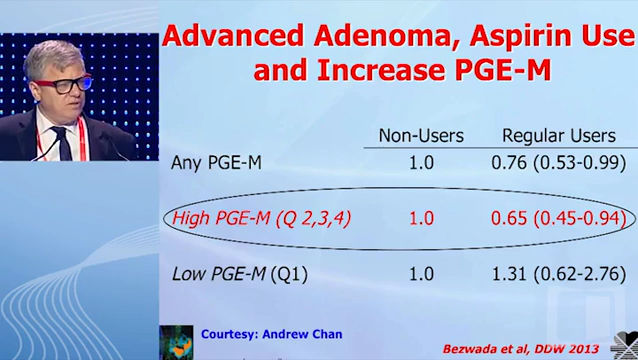 Advanced Adenoma, Aspirin Use
and Increase PGE-M
Non-Users Regular Users
Any PGE-M 1.0 0.76 (0.53-0.99)
High PGE-M (Q 2,3,4) 1.0 0.65 (0.45-0.94)
Low PGE-M (Q1) 1.0 1.31 (0.62-2.76)
Courtesy: Andrew Chan
Bezwada et al, DDW 2013